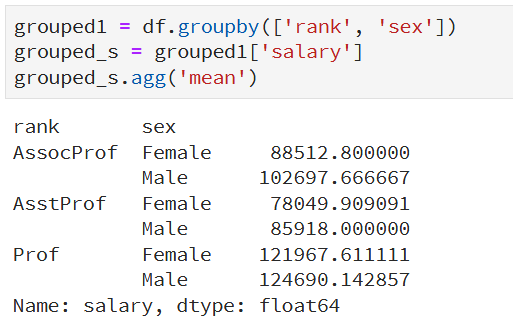 grouped1 = df.groupby(['rank', 'sex'])
grouped_s = grouped1['salary']
grouped_s.agg('mean')
rank       sex
AssocProf  Female     88512.800000
           Male      102697.666667
AsstProf   Female     78049.909091
           Male       85918.000000
Prof       Female    121967.611111
           Male      124690.142857
Name: salary, dtype: float64